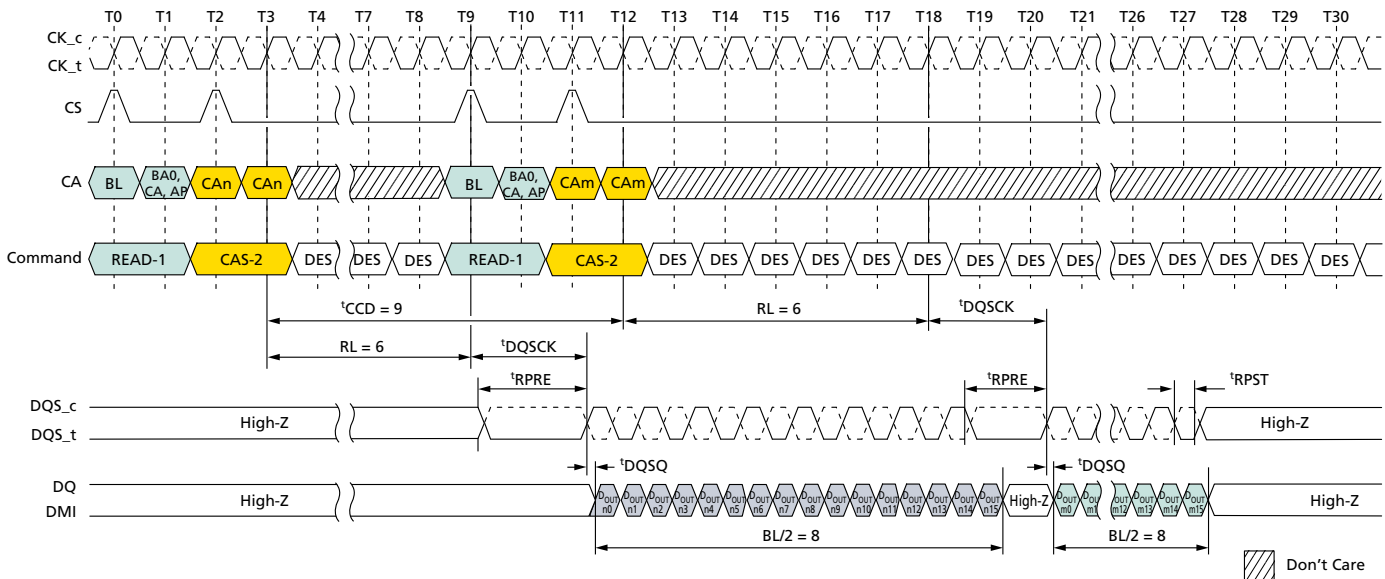 T0 T1 T2 T3 T4 T7 T8 T9 T10 T11 T12 T13 T14 T15 T16 T17 T18 T19 T20 T21 T26 T27 T28 T29 T30
CK_c
CK_t
CS
CA BL BA0, CA, AP CAn CAn BL BA0, CA, AP CAm CAm
Command READ-1 CAS-2 DES DES DES READ-1 CAS-2 DES DES DES DES DES DES DES DES DES DES DES DES DES DES
tCCD = 9 RL = 6 tDQSCK
RL = 6 tDQSCK
tRPRE tRPRE tRPST
DQS_c
DQS_t High-Z High-Z
tDQSQ tDQSQ
DQ
DMI High-Z DOUT n0 DOUT n1 DOUT n2 DOUT n3 DOUT n4 DOUT n5 DOUT n6 DOUT n7 DOUT n8 DOUT n9 DOUT n10 DOUT n11 DOUT n12 DOUT n13 DOUT n14 DOUT n15 High-Z DOUT m0 DOUT m1 DOUT m12 DOUT m13 DOUT m14 DOUT m15 High-Z
BL/2 = 8 BL/2 = 8
Don't Care